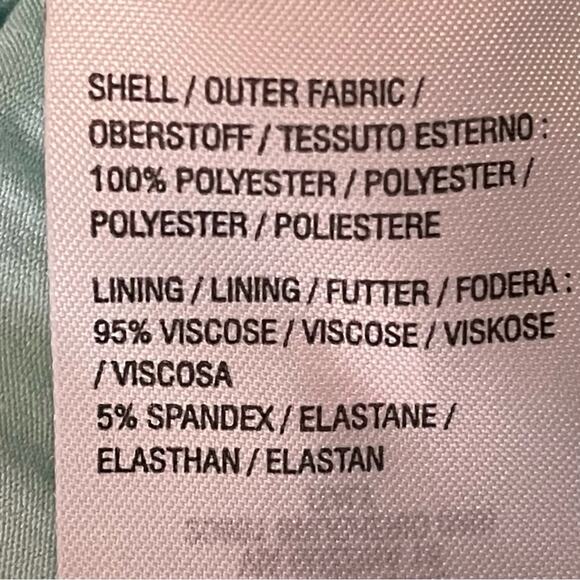 SHELL / OUTER FABRIC /
OBERSTOFF / TESSUTO ESTERNO :
100% POLYESTER / POLYESTER /
POLYESTER / POLIESTERE
LINING / LINING / FUTTER / FODERA :
95% VISCOSE / VISCOSE / VISKOSE
/ VISCOSA
5% SPANDEX / ELASTANE /
ELASTHAN / ELASTAN